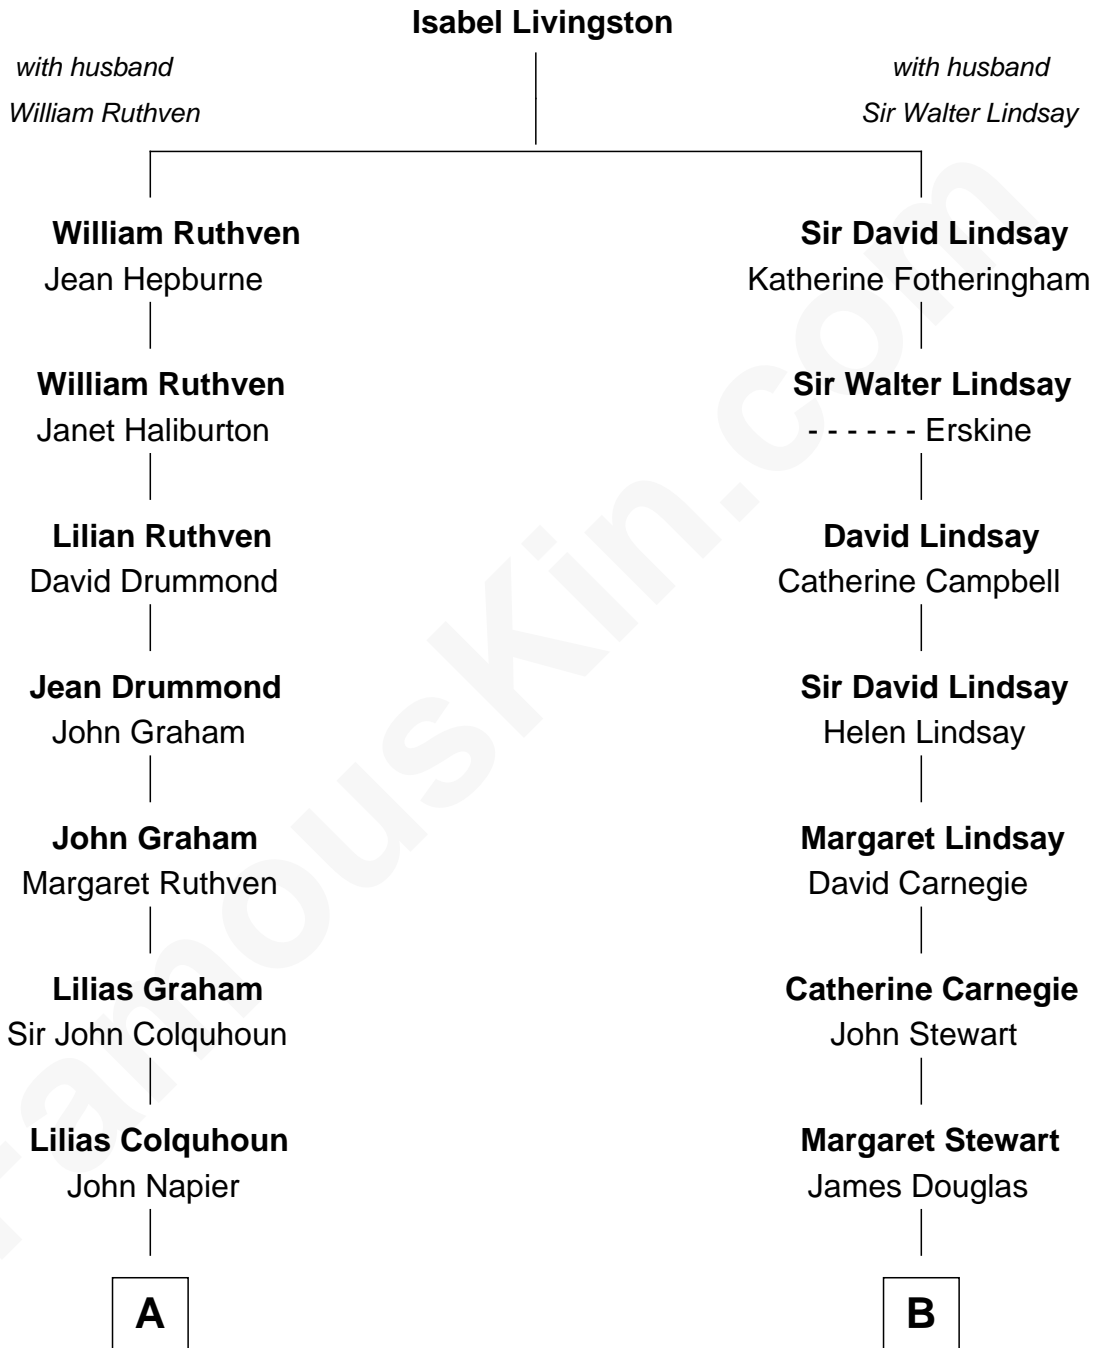 Isabel Livingston
with husband
William Ruthven
with husband
Sir Walter Lindsay
William Ruthven
Jean Hepburne
William Ruthven
Janet Haliburton
Lilian Ruthven
David Drummond
Jean Drummond
John Graham
John Graham
Margaret Ruthven
Lilias Graham
Sir John Colquhoun
Lilias Colquhoun
John Napier
A
Sir David Lindsay
Katherine Fotheringham
Sir Walter Lindsay
- - - - - - Erskine
David Lindsay
Catherine Campbell
Sir David Lindsay
Helen Lindsay
Margaret Lindsay
David Carnegie
Catherine Carnegie
John Stewart
Margaret Stewart
James Douglas
B
FamousKin.com